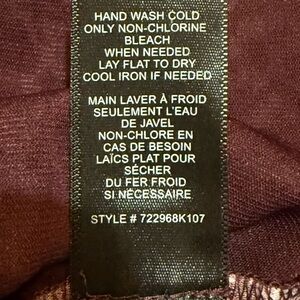 HAND WASH COLD
ONLY NON-CHLORINE
BLEACH
WHEN NEEDED
LAY FLAT TO DRY
COOL IRON IF NEEDED
MAIN LAVER À FROID
SEULEMENT L'EAU
DE JAVEL
NON-CHLORE EN
CAS DE BESOIN
LAÏCS PLAT POUR
SÉCHER
DU FER FROID
SI NÉCESSAIRE
STYLE # 722968K107